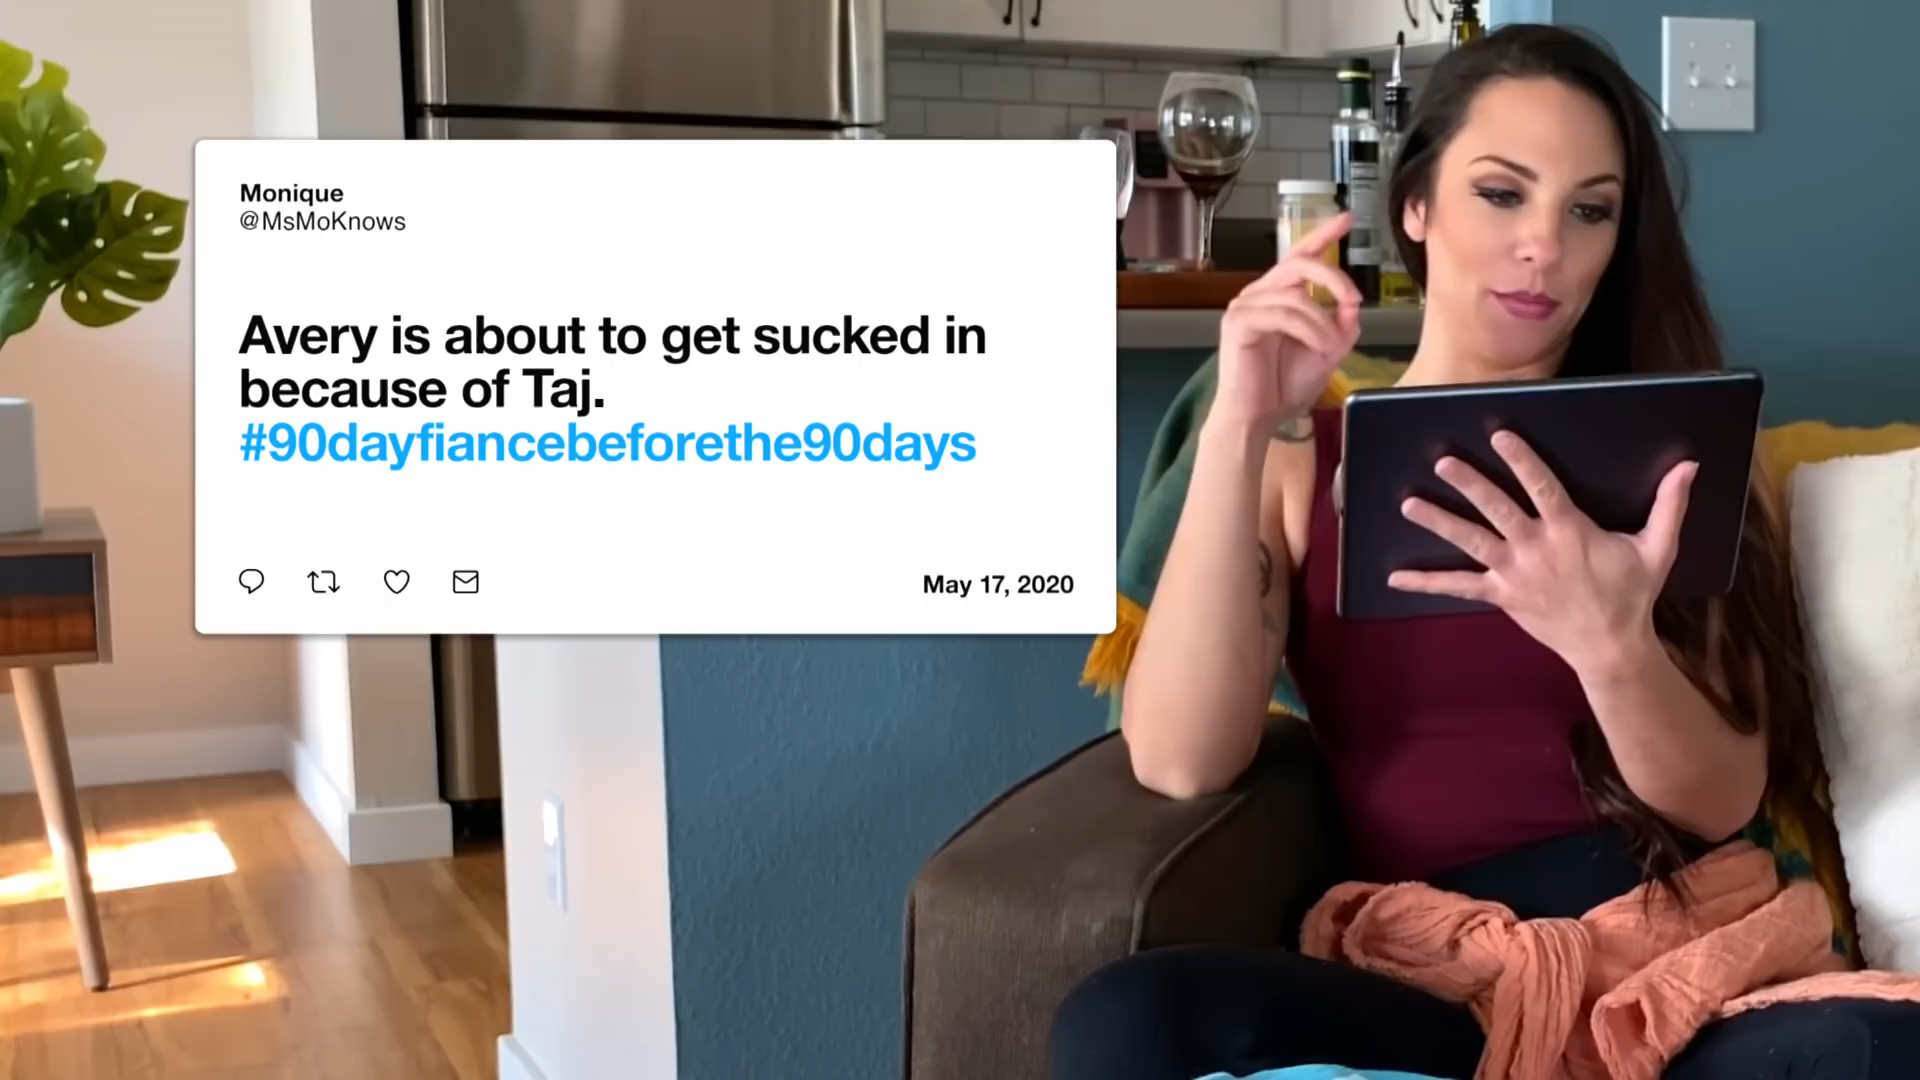 Monique
@MsMoKnows
Avery is about to get sucked in
because of Taj.
#90dayfiancebeforethe90days
May 17, 2020